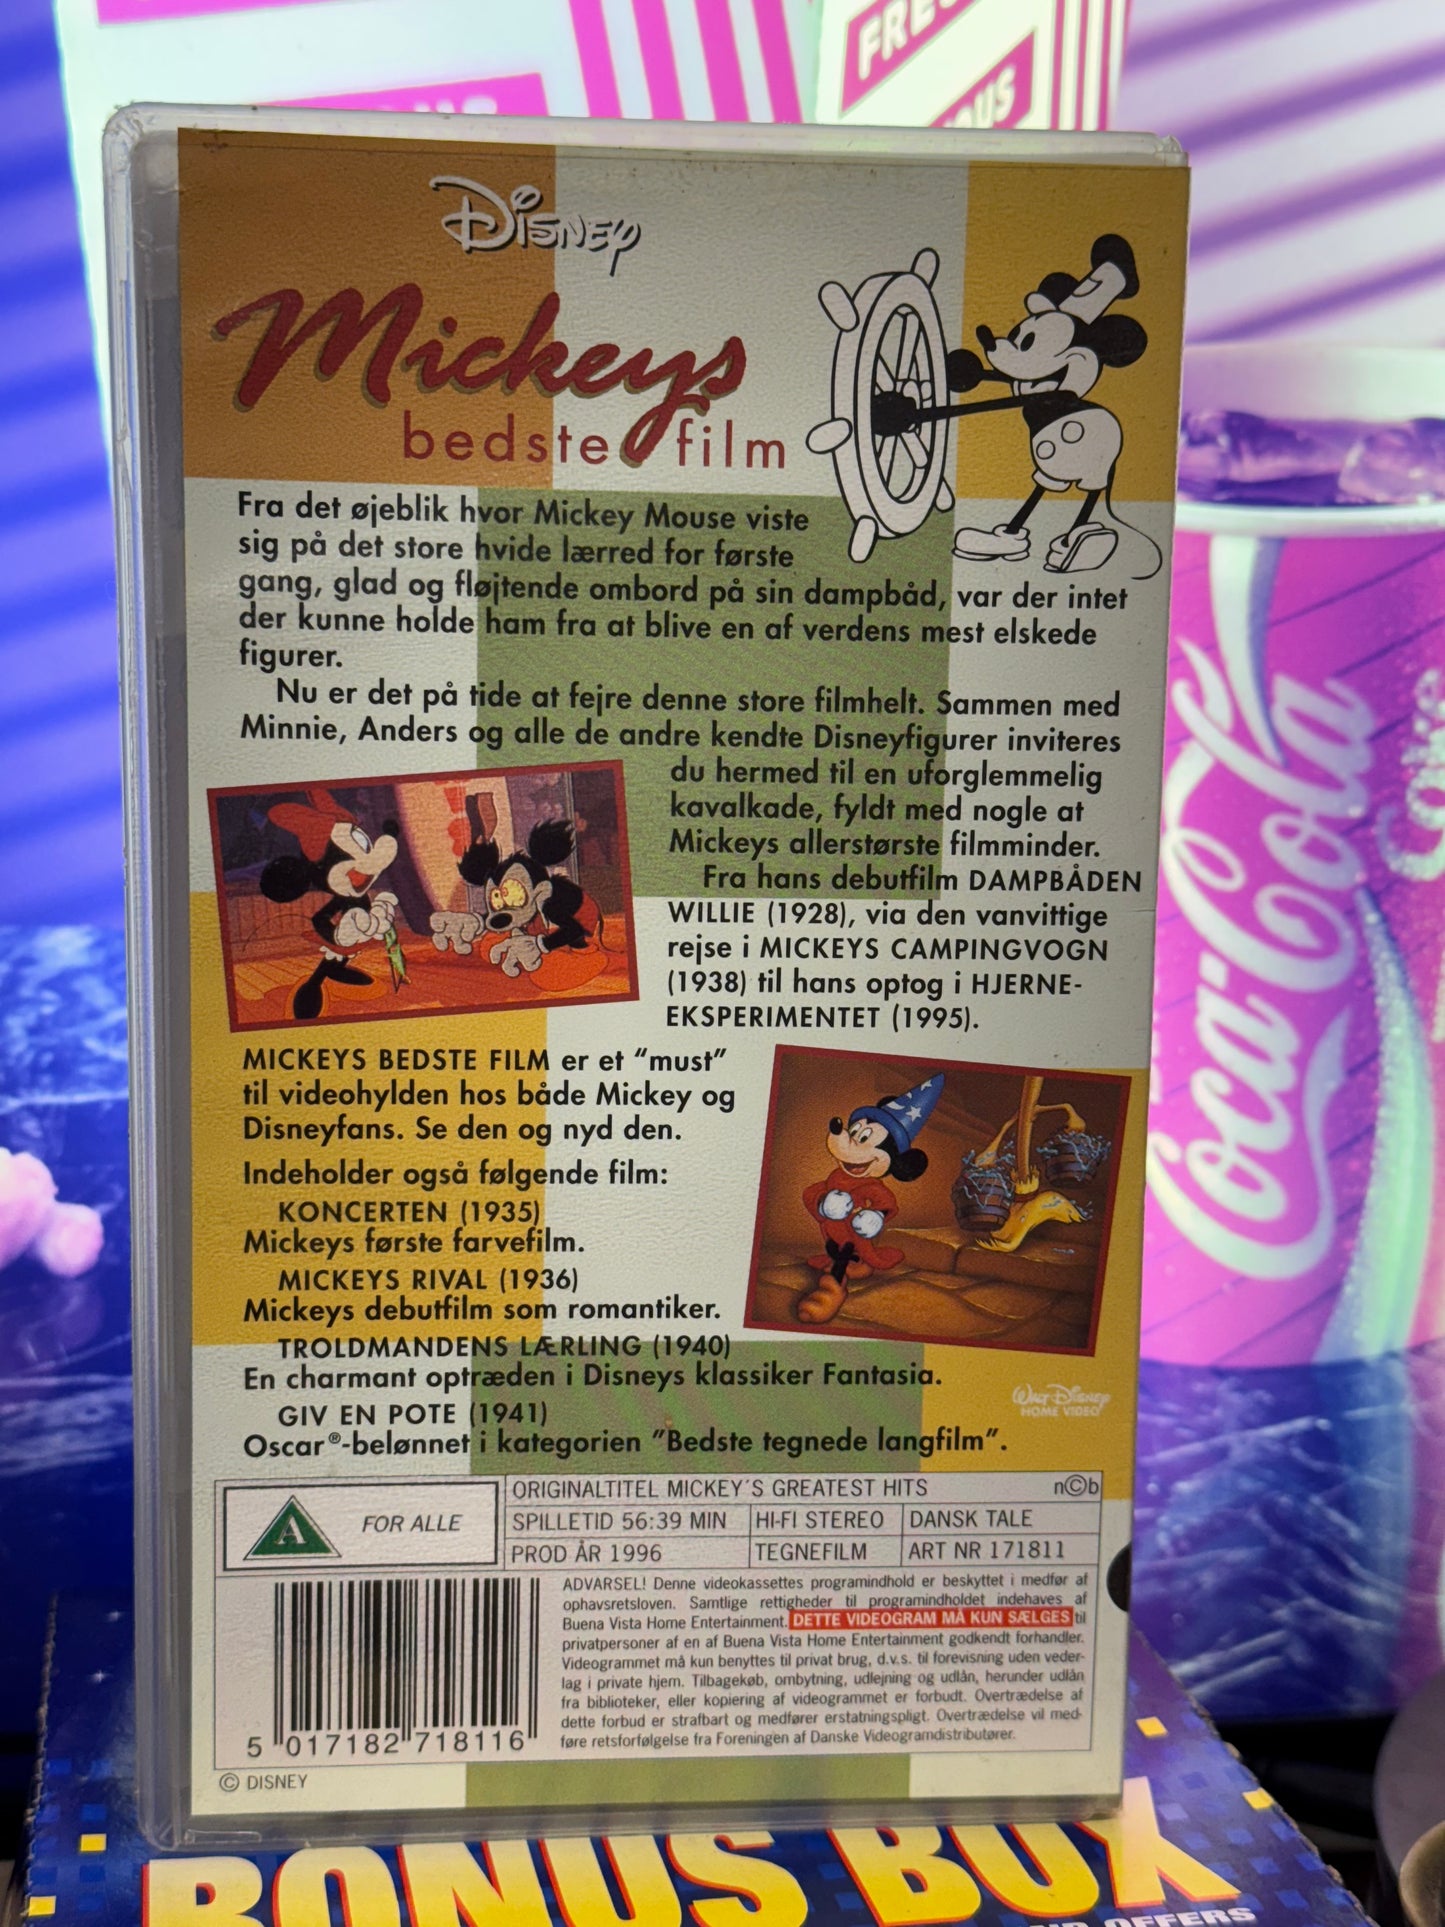 DISNEY
Mickeys
bedste film
Fra det øjeblik hvor Mickey Mouse viste
sig på det store hvide lærred for første
gang, glad og fløjtende ombord på sin dampbåd, var der intet
der kunne holde ham fra at blive en af verdens mest elskede
figurer.
Nu er det på tide at fejre denne store filmhelt. Sammen med
Minnie, Anders og alle de andre kendte Disneyfigurer inviteres
du hermed til en uforglemmelig
kavalkade, fyldt med nogle at
Mickeys allerstørste filmminder.
Fra hans debutfilm DAMPBÅDEN
WILLIE (1928), via den vanvittige
rejse i MICKEYS CAMPINGVOGN
(1938) til hans optog i HJERNE-
EKSPERIMENTET (1995).
MICKEYS BEDSTE FILM er et "must"
til videohylden hos både Mickey og
Disneyfans. Se den og nyd den.
Indeholder også følgende film:
KONCERTEN (1935)
Mickeys første farvefilm.
MICKEYS RIVAL (1936)
Mickeys debutfilm som romantiker.
TROLDMANDENS LÆRLING (1940)
En charmant optræden i Disneys klassiker Fantasia.
GIV EN POTE (1941)
Oscar®-belønnet i kategorien "Bedste tegnede langfilm".
WALT DISNEY
HOME VIDEO
A FOR ALLE
ORIGINALTITEL MICKEY´S GREATEST HITS n©b
SPILLETID 56:39 MIN HI-FI STEREO DANSK TALE
PROD ÅR 1996 TEGNEFILM ART NR 171811
ADVARSEL! Denne videokassettes programindhold er beskyttet i medfør af
ophavsretsloven. Samtlige rettigheder til programindholdet indehaves af
Buena Vista Home Entertainment. DETTE VIDEOGRAM MÅ KUN SÆLGES til
privatpersoner af en af Buena Vista Home Entertainment godkendt forhandler.
Videogrammet må kun benyttes til privat brug, d.v.s. til forevisning uden veder-
lag i private hjem. Tilbagekøb, ombytning, udlejning og udlån, herunder udlån
fra biblioteker, eller kopiering af videogrammet er forbudt. Overtrædelse af
dette forbud er strafbart og medfører erstatningspligt. Overtrædelse vil med-
føre retsforfølgelse fra Foreningen af Danske Videogramdistributører.
5 017182 718116
© DISNEY
Coca-Cola
BONUS BOX
OFFERS